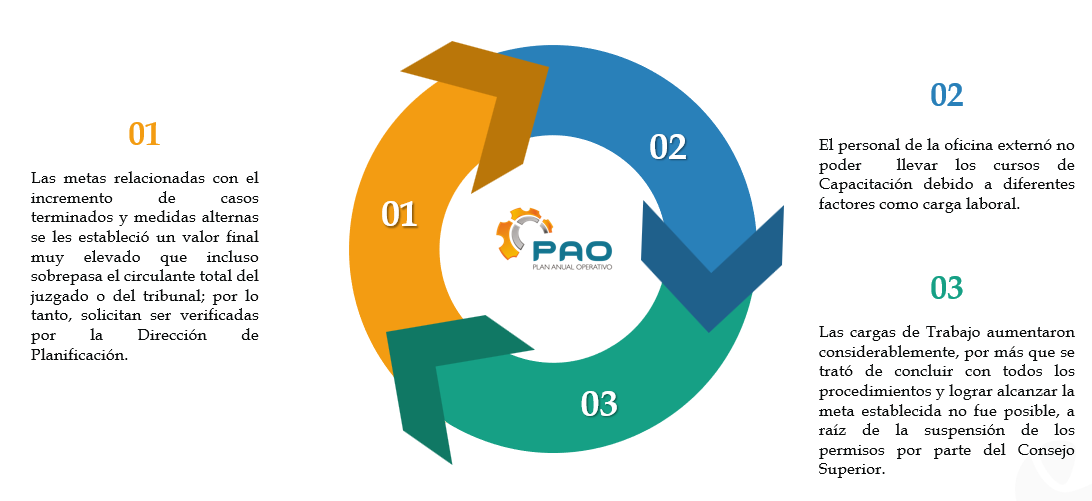 01
Las metas relacionadas con el
incremento de casos
terminados y medidas alternas
se les estableció un valor final
muy elevado que incluso
sobrepasa el circulante total del
juzgado o del tribunal; por lo
tanto, solicitan ser verificadas
por la Dirección de
Planificación.
01
02
03
PAO
PLAN ANUAL OPERATIVO
02
El personal de la oficina externó no
poder llevar los cursos de
Capacitación debido a diferentes
factores como carga laboral.
03
Las cargas de Trabajo aumentaron
considerablemente, por más que se
trató de concluir con todos los
procedimientos y lograr alcanzar la
meta establecida no fue posible, a
raíz de la suspensión de los
permisos por parte del Consejo
Superior.